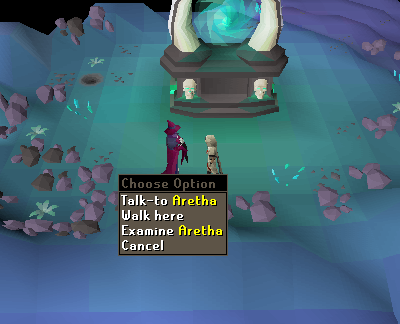 Choose Option
Talk-to Aretha
Walk here
Examine Aretha
Cancel